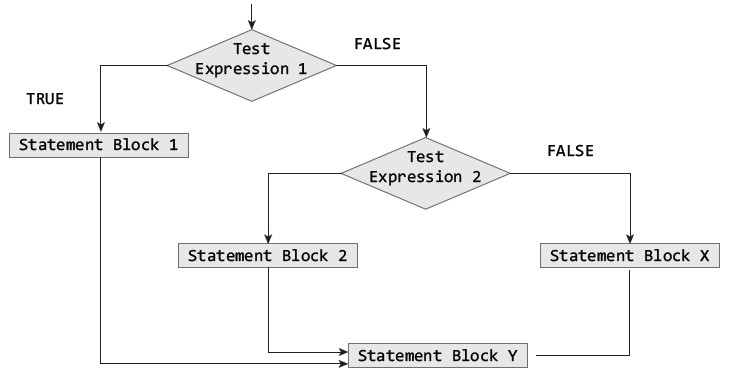 Test
Expression 1
FALSE
TRUE
Statement Block 1
Test
Expression 2
FALSE
Statement Block 2
Statement Block X
Statement Block Y